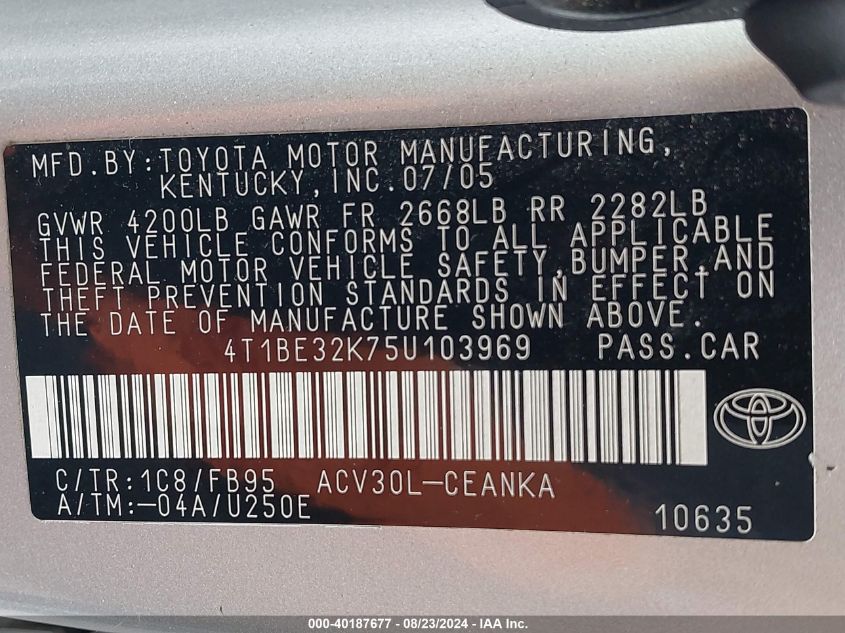 MFD.BY:TOYOTA MOTOR MANUFACTURING,
KENTUCKY,INC.07/05
GVWR 4200LB GAWR FR 2668LB RR 2282LB
THIS VEHICLE CONFORMS TO ALL APPLICABLE
FEDERAL MOTOR VEHICLE SAFETY,BUMPER,AND
THEFT PREVENTION STANDARDS IN EFFECT ON
THE DATE OF MANUFACTURE SHOWN ABOVE.
4T1BE32K75U103969 PASS.CAR
C/TR:1C8/FB95 ACV30L-CEANKA
A/TM:-04A/U250E
10635
000-40187677 - 08/23/2024 - IAA Inc.